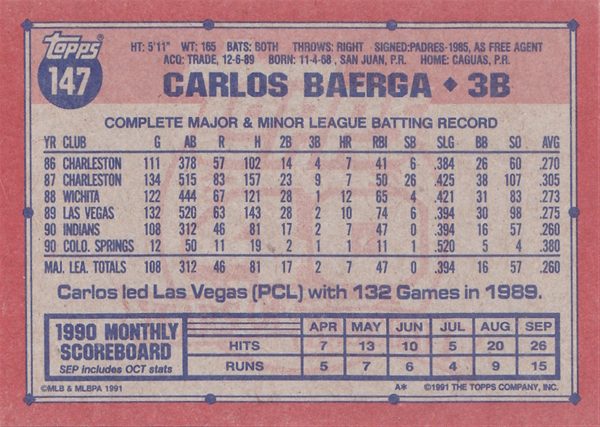 topps
147
HT: 5'11" WT: 165 BATS: BOTH THROWS: RIGHT SIGNED:PADRES-1985, AS FREE AGENT
ACQ: TRADE, 12-6-89 BORN: 11-4-58, SAN JUAN, P.R. HOME: CAGUAS, P.R.
CARLOS BAERGA ♦ 3B
COMPLETE MAJOR & MINOR LEAGUE BATTING RECORD
YR CLUB G AB R H 2B 3B HR RBI SB SLG BB SO AVG
86 CHARLESTON 111 378 57 102 14 4 7 41 6 .384 26 60 .270
87 CHARLESTON 134 515 83 157 23 9 7 50 26 .425 38 107 .305
88 WICHITA 122 444 67 121 28 1 12 65 4 .421 31 83 .273
89 LAS VEGAS 132 520 63 143 28 2 10 74 6 .394 30 98 .275
90 INDIANS 108 312 46 81 17 2 7 47 0 .394 16 57 .260
90 COLO. SPRINGS 12 50 11 19 2 1 1 11 1 .520 5 4 .380
MAJ. LEA. TOTALS 108 312 46 81 17 2 7 47 0 .394 16 57 .260
Carlos led Las Vegas (PCL) with 132 Games in 1989.
1990 MONTHLY
SCOREBOARD
SEP includes OCT stats
APR MAY JUN JUL AUG SEP
HITS 7 13 10 5 20 26
RUNS 5 7 6 4 9 15
©MLB & MLBPA 1991 A* ©1991 THE TOPPS COMPANY, INC.